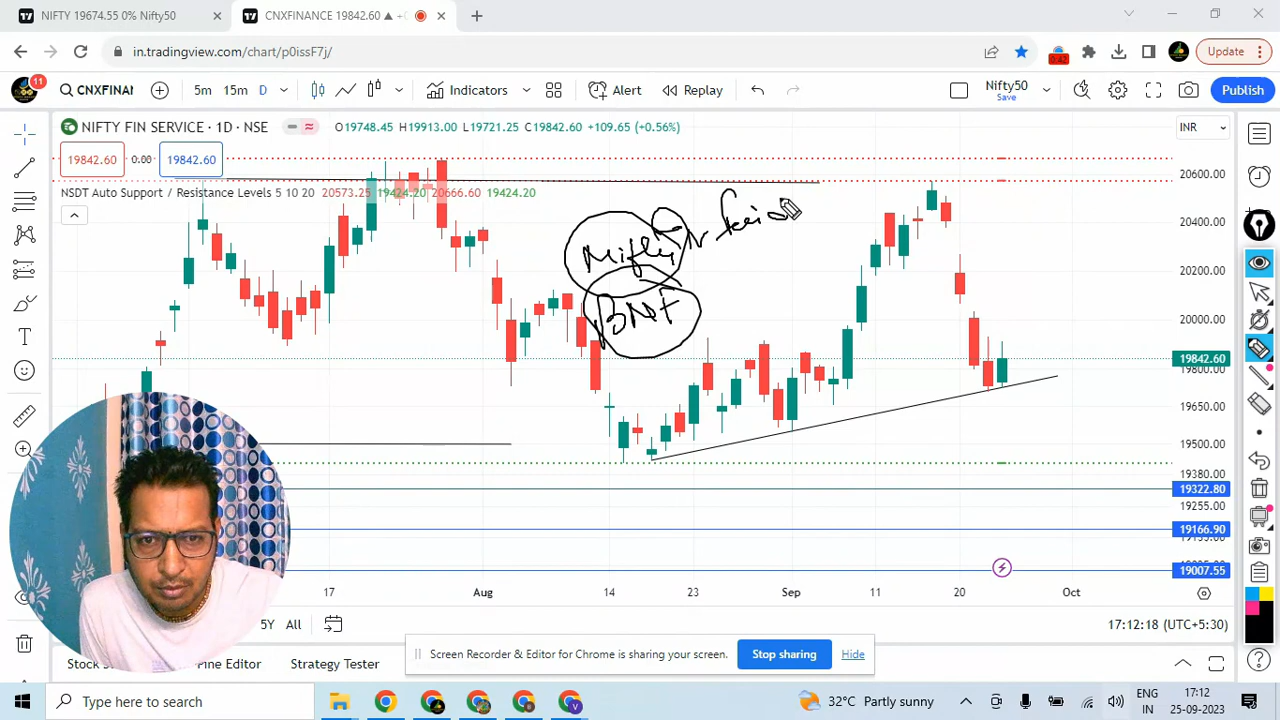 NIFTY 19674.55 0% Nifty50
CNXFINANCE 19842.60 ▲ +0
in.tradingview.com/chart/p0issF7j/
0:42
Update
11
CNXFINAN
5m 15m D
Indicators
Alert
Replay
Nifty50
Save
Publish
NIFTY FIN SERVICE · 1D · NSE
O19748.45 H19913.00 L19721.25 C19842.60 +109.65 (+0.56%)
INR
19842.60
0.00
19842.60
NSDT Auto Support / Resistance Levels 5 10 20 20573.25 19424.20 20666.60 19424.20
Nifty
BNF
20600.00
20400.00
20200.00
20000.00
19842.60
19800.00
19650.00
19500.00
19380.00
19322.80
19255.00
19166.90
19007.55
17
Aug
14
23
Sep
11
20
Oct
5Y
All
17:12:18 (UTC+5:30)
Stock
Pine Editor
Strategy Tester
Screen Recorder & Editor for Chrome is sharing your screen.
Stop sharing
Hide
Type here to search
32°C Partly sunny
ENG
IN
17:12
25-09-2023